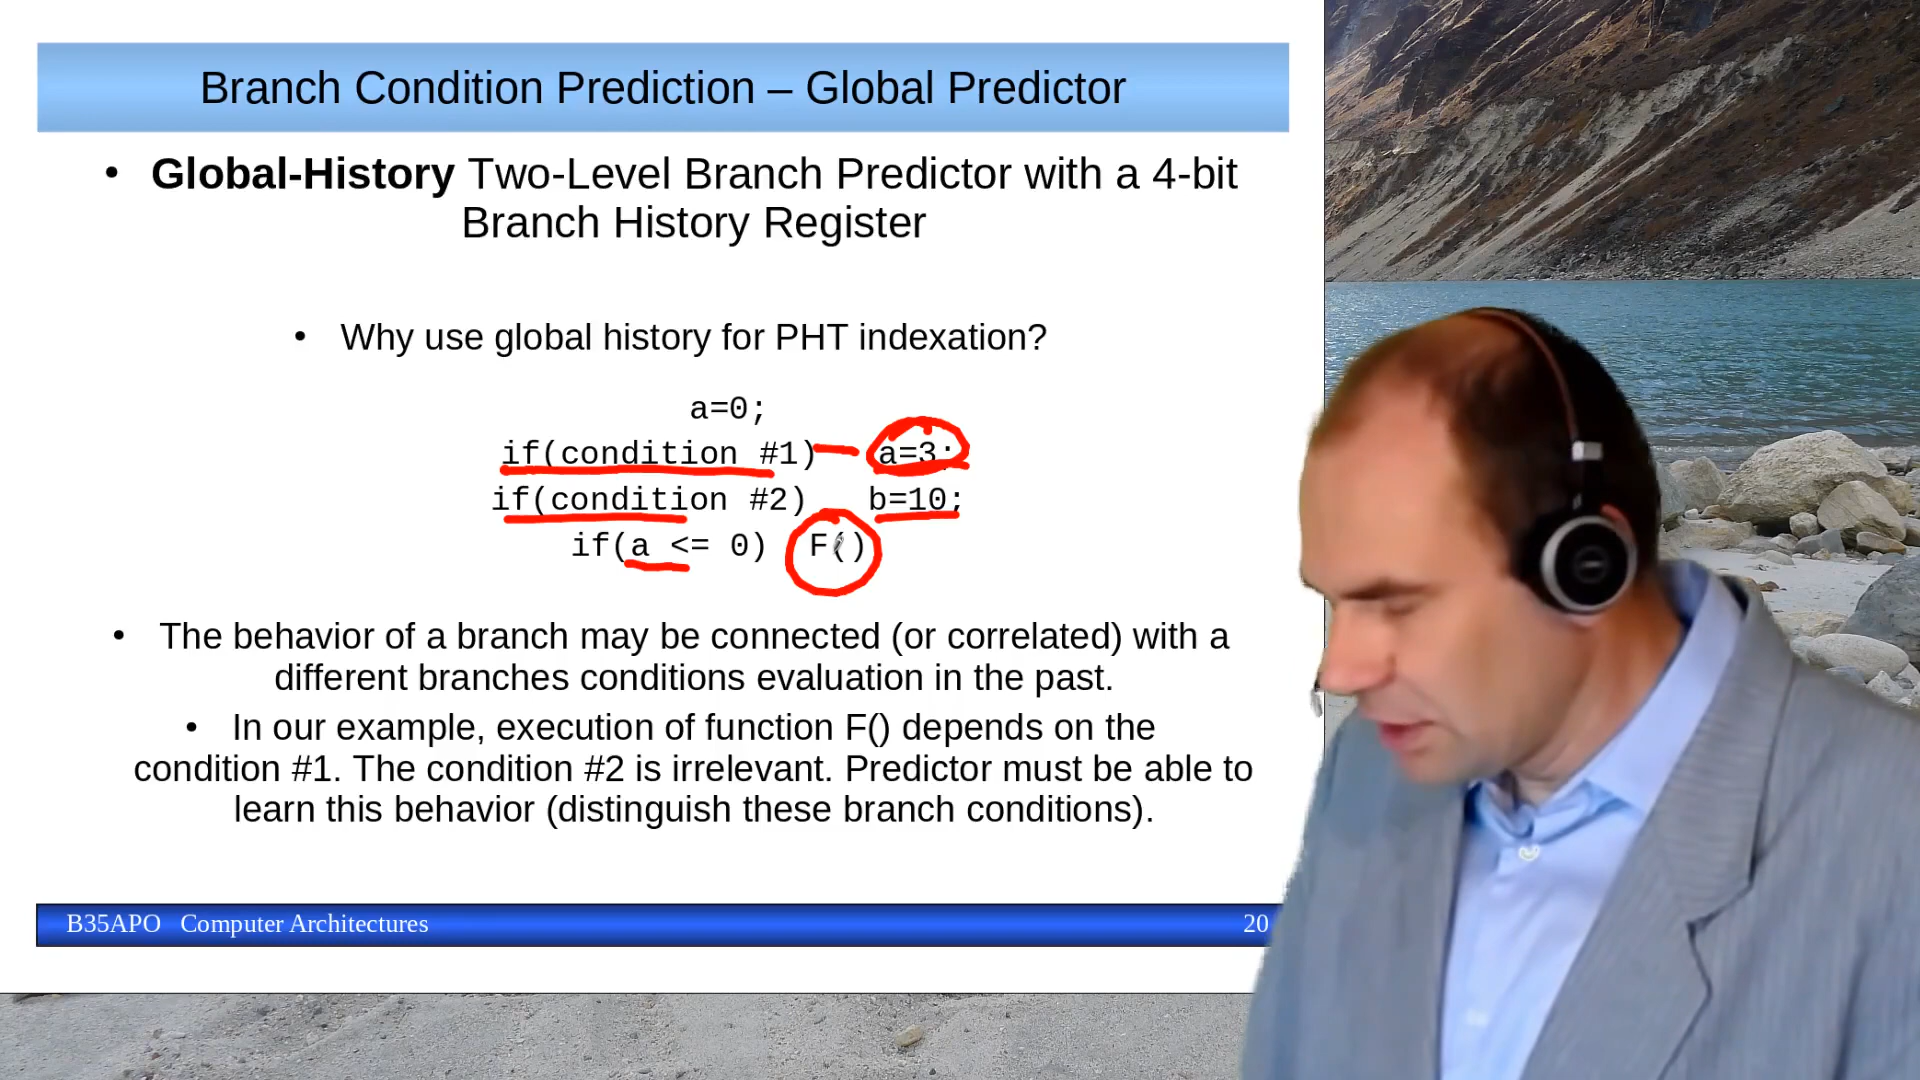 Branch Condition Prediction – Global Predictor
• Global-History Two-Level Branch Predictor with a 4-bit
Branch History Register
• Why use global history for PHT indexation?
a=0;
if(condition #1) a=3;
if(condition #2) b=10;
if(a <= 0) F()
• The behavior of a branch may be connected (or correlated) with a
different branches conditions evaluation in the past.
• In our example, execution of function F() depends on the
condition #1. The condition #2 is irrelevant. Predictor must be able to
learn this behavior (distinguish these branch conditions).
B35APO Computer Architectures 20